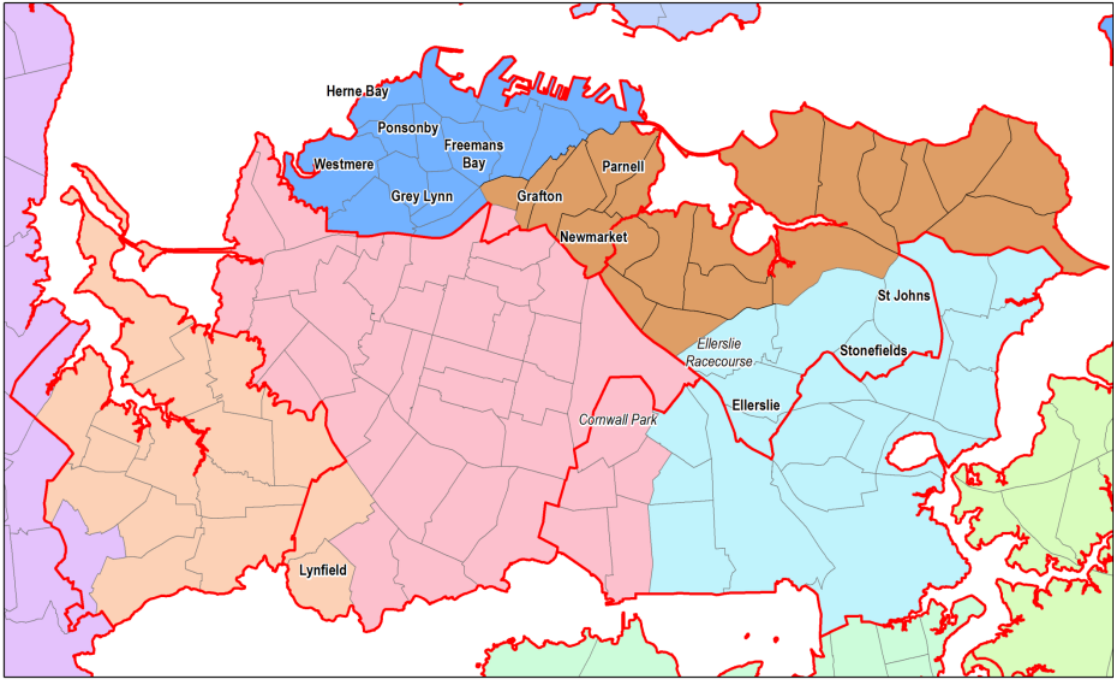 Herne Bay
Ponsonby
Freemans
Bay
Westmere
Parnell
Grey Lynn
Grafton
Newmarket
St Johns
Ellerslie
Racecourse
Stonefields
Ellerslie
Cornwall Park
Lynfield